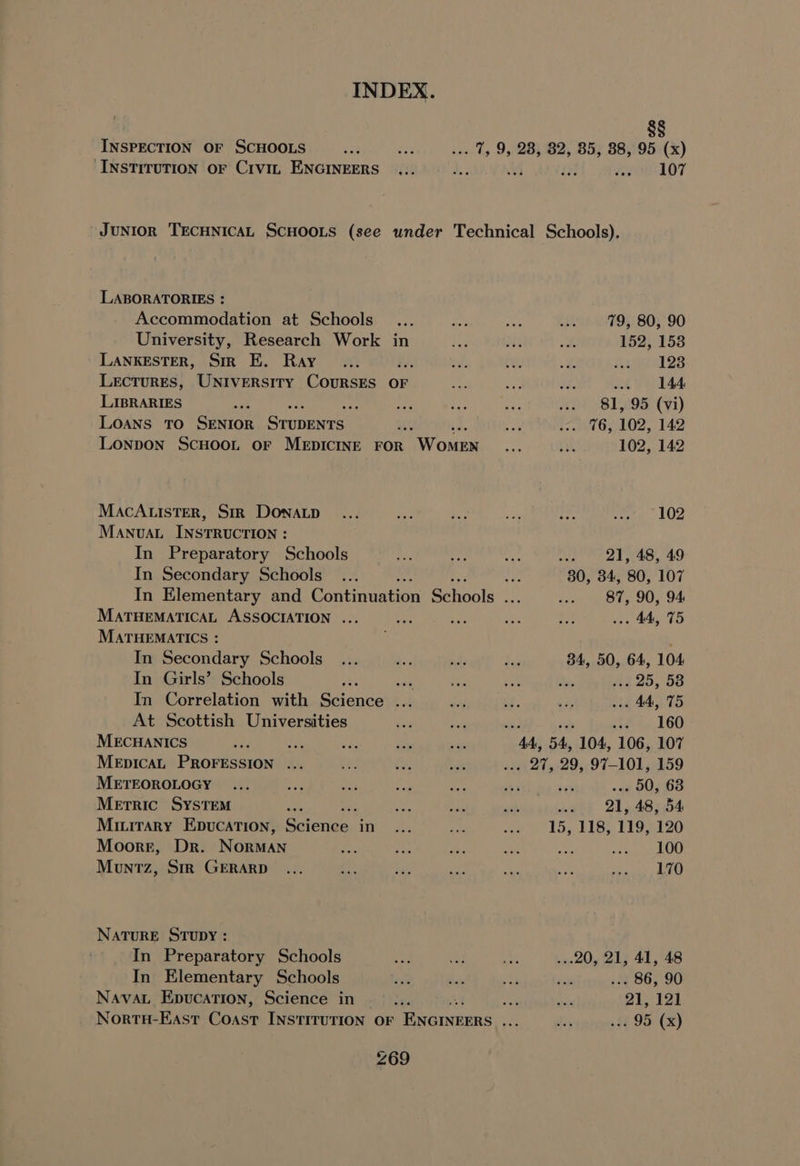 INDEX.
§§
INSPECTION OF SCHOOLS ... ... ... 7, 9, 23, 32, 35, 38, 95 (x)
INSTITUTION OF CIVIL ENGINEERS ... ... ... ... ... 107
JUNIOR TECHNICAL SCHOOLS (see under Technical Schools).
LABORATORIES :
Accommodation at Schools ... ... ... ... 79, 80, 90
University, Research Work in ... ... ... 152, 153
LANKESTER, SIR E. RAY ... ... ... ... ... ... 123
LECTURES, UNIVERSITY COURSES OF ... ... ... ... 144
LIBRARIES ... ... ... ... ... ... ... 81, 95 (vi)
LOANS TO SENIOR STUDENTS ... ... ... ... 76, 102, 142
LONDON SCHOOL OF MEDICINE FOR WOMEN ... ... 102, 142
MACALISTER, SIR DONALD ... ... ... ... ... ... 102
MANUAL INSTRUCTION :
In Preparatory Schools ... ... ... ... 21, 48, 49
In Secondary Schools ... ... ... ... 30, 34, 80, 107
In Elementary and Continuation Schools ... ... 87, 90, 94
MATHEMATICAL ASSOCIATION ... ... ... ... ... ... 44, 75
MATHEMATICS :
In Secondary Schools ... ... ... ... 34, 50, 64, 104
In Girls’ Schools ... ... ... ... ... ... 25, 53
In Correlation with Science ... ... ... ... ... 44, 75
At Scottish Universities ... ... ... ... ... 160
MECHANICS ... ... ... ... ... 44, 54, 104, 106, 107
MEDICAL PROFESSION ... ... ... ... ... 27, 29, 97–101, 159
METEOROLOGY ... ... ... ... ... ... ... ... 50, 63
METRIC SYSTEM ... ... ... ... ... ... 21, 48, 54
MILITARY EDUCATION, Science in ... ... ... 15, 118, 119, 120
MOORE, DR. NORMAN ... ... ... ... ... ... 100
MUNTZ, SIR GERARD ... ... ... ... ... ... ... 170
NATURE STUDY :
In Preparatory Schools ... ... ... ...20, 21, 41, 48
In Elementary Schools ... ... ... ... ... 86, 90
NAVAL EDUCATION, Science in ... ... ... ... 21, 121
NORTH-EAST COAST INSTITUTION OF ENGINEERS ... ... ... 95 (x)
269